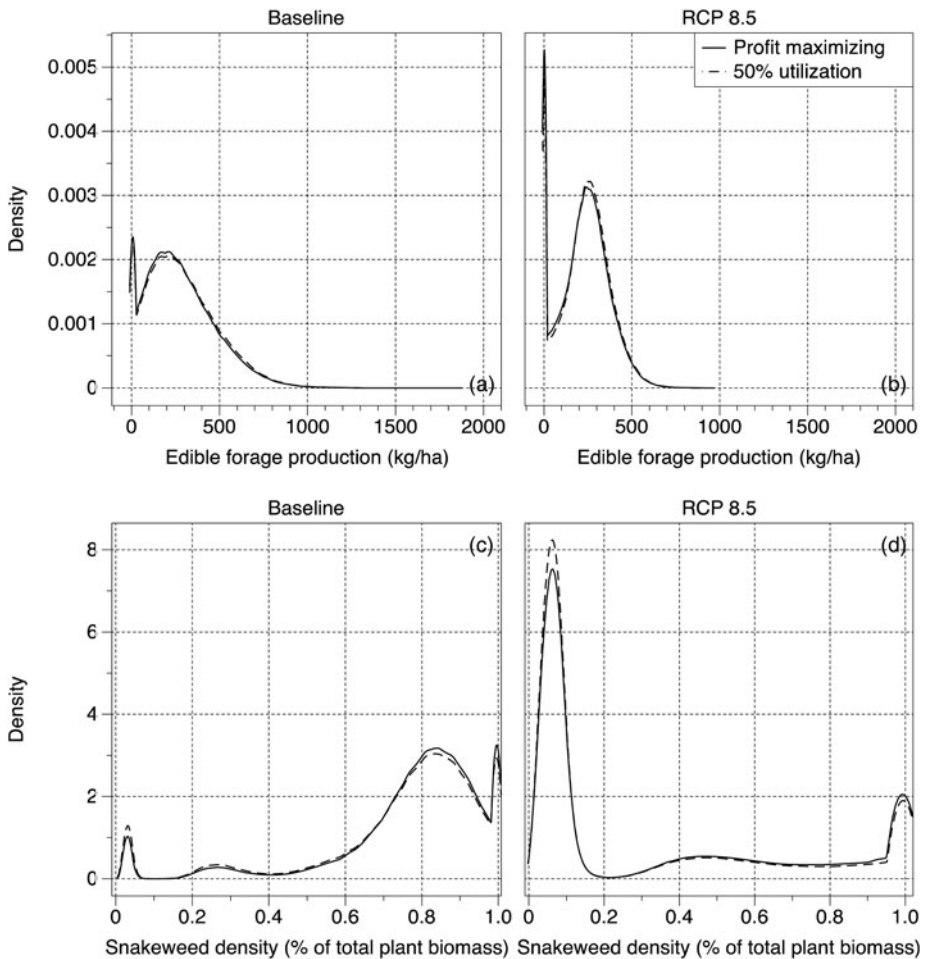 Baseline
RCP 8.5
Profit maximizing
50% utilization
0.005
0.004
0.003
0.002
0.001
0
Density
(a)
(b)
0 500 1000 1500 2000
0 500 1000 1500 2000
Edible forage production (kg/ha)
Edible forage production (kg/ha)
Baseline
RCP 8.5
(c)
(d)
8
6
4
2
0
Density
0 0.2 0.4 0.6 0.8 1.0
0 0.2 0.4 0.6 0.8 1.0
Snakeweed density (% of total plant biomass)
Snakeweed density (% of total plant biomass)